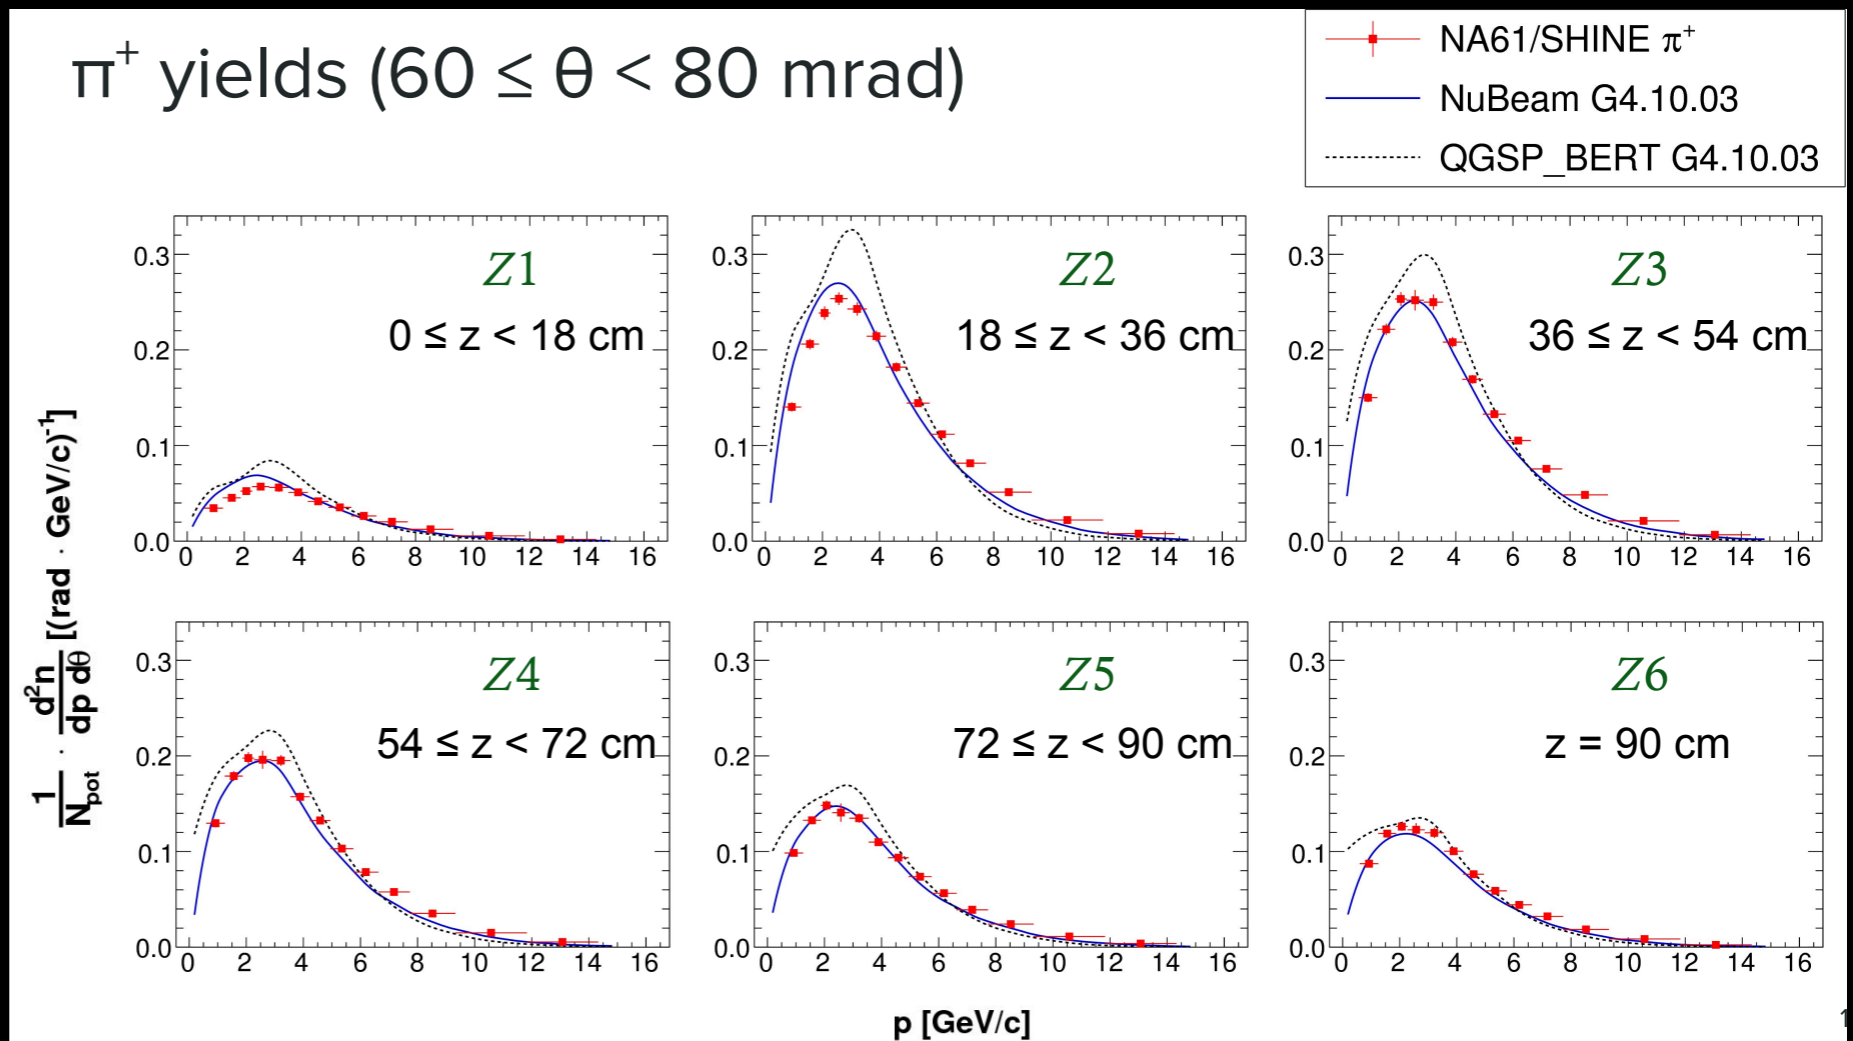 π⁺ yields (60 ≤ θ < 80 mrad)
NA61/SHINE π⁺
NuBeam G4.10.03
QGSP_BERT G4.10.03
1/N_pot · d²n/dp dθ [(rad · GeV/c)⁻¹]
Z1
0 ≤ z < 18 cm
0.3
0.2
0.1
0.0
0 2 4 6 8 10 12 14 16
Z2
18 ≤ z < 36 cm
0.3
0.2
0.1
0.0
0 2 4 6 8 10 12 14 16
Z3
36 ≤ z < 54 cm
0.3
0.2
0.1
0.0
0 2 4 6 8 10 12 14 16
Z4
54 ≤ z < 72 cm
0.3
0.2
0.1
0.0
0 2 4 6 8 10 12 14 16
Z5
72 ≤ z < 90 cm
0.3
0.2
0.1
0.0
0 2 4 6 8 10 12 14 16
Z6
z = 90 cm
0.3
0.2
0.1
0.0
0 2 4 6 8 10 12 14 16
p [GeV/c]